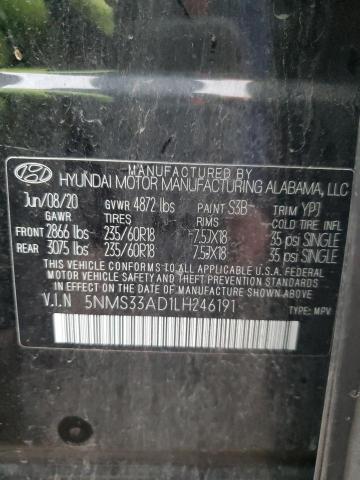 MANUFACTURED BY
HYUNDAI MOTOR MANUFACTURING ALABAMA, LLC
Jun/08/20 GVWR 4872 lbs PAINT S3B TRIM YPJ
GAWR TIRES RIMS COLD TIRE INFL
FRONT 2866 lbs 235/60R18 7.5JX18 35 psi SINGLE
REAR 3075 lbs 235/60R18 7.5JX18 35 psi SINGLE
THIS VEHICLE CONFORMS TO ALL APPLICABLE FEDERAL
MOTOR VEHICLE SAFETY AND THEFT PREVENTION STANDARDS
IN EFFECT ON THE DATE OF MANUFACTURE SHOWN ABOVE.
V.I.N 5NMS33AD1LH246191
TYPE: MPV